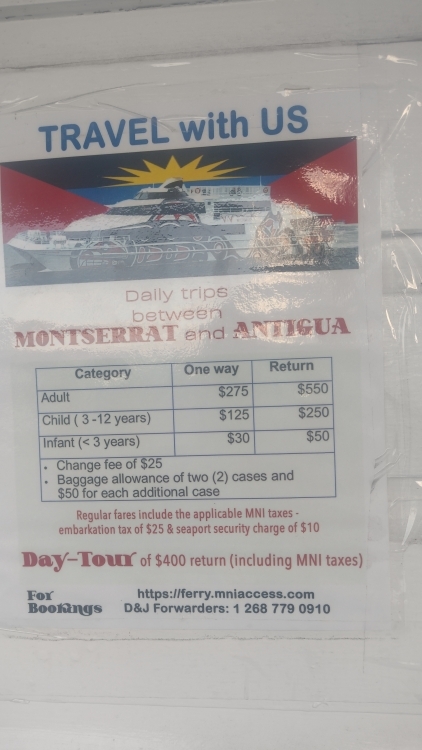 TRAVEL with US
Daily trips
between
MONTSERRAT and ANTIGUA
Category One way Return
Adult $275 $550
Child ( 3 -12 years) $125 $250
Infant (< 3 years) $30 $50
• Change fee of $25
• Baggage allowance of two (2) cases and
$50 for each additional case
Regular fares include the applicable MNI taxes -
embarkation tax of $25 & seaport security charge of $10
Day-Tour of $400 return (including MNI taxes)
For https://ferry.mniaccess.com
Bookings D&J Forwarders: 1 268 779 0910